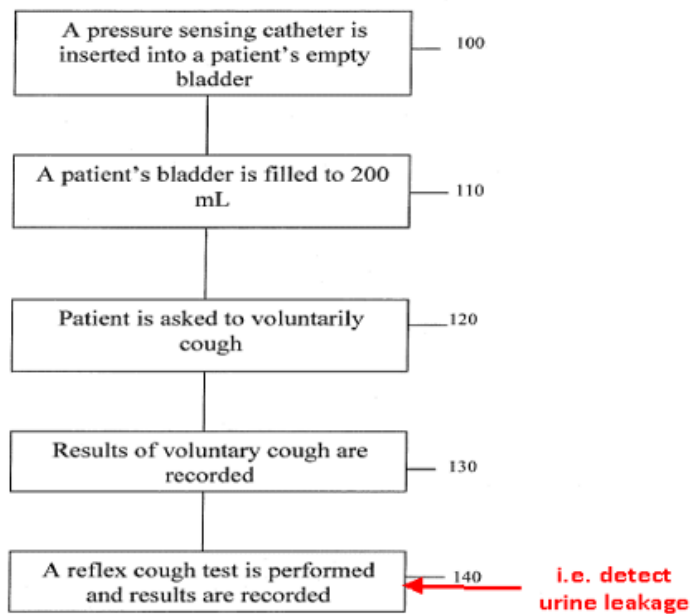 A pressure sensing catheter is
inserted into a patient's empty
bladder
100
A patient's bladder is filled to 200
mL
110
Patient is asked to voluntarily
cough
120
Results of voluntary cough are
recorded
130
A reflex cough test is performed
and results are recorded
140
i.e. detect
urine leakage